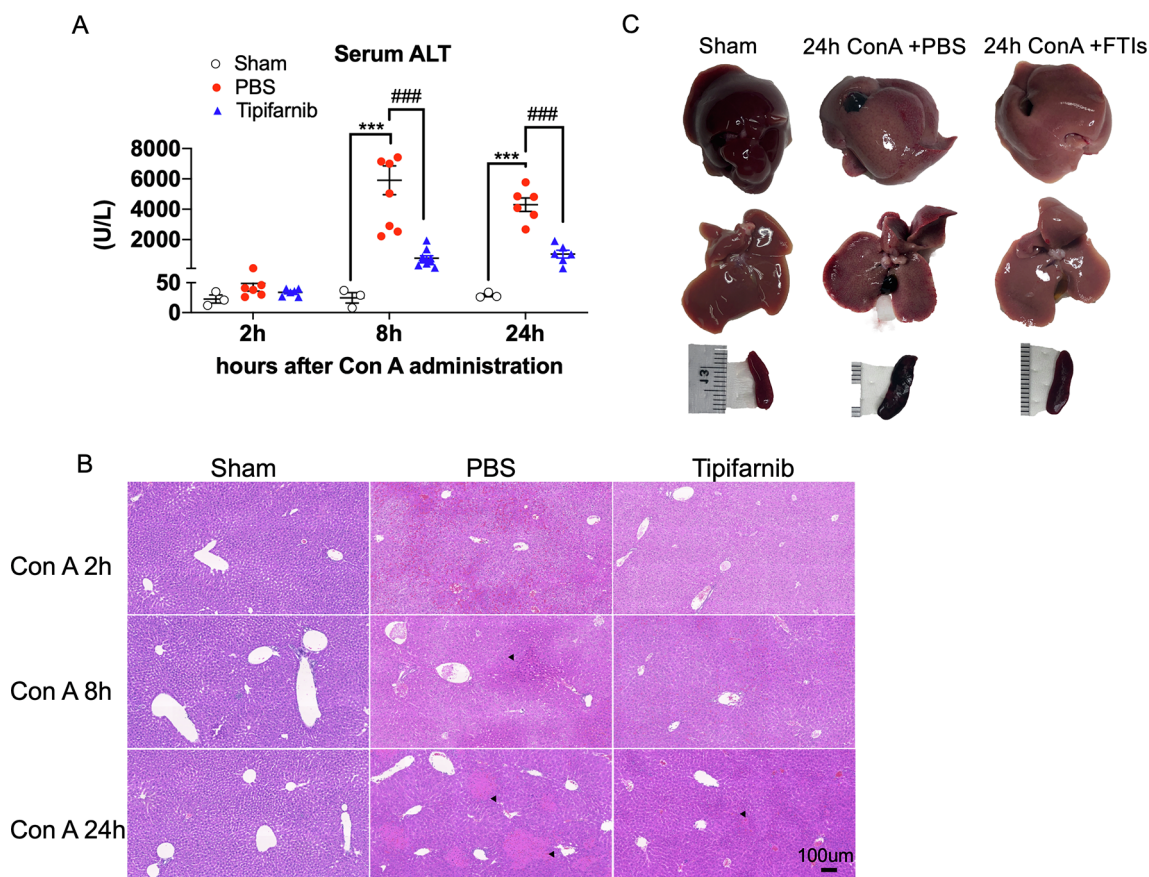 A
Serum ALT
Sham
PBS
Tipifarnib
###
###
***
***
8000
6000
4000
2000
50
0
(U/L)
2h
8h
24h
hours after Con A administration
C
Sham
24h ConA +PBS
24h ConA +FTIs
13
B
Sham
PBS
Tipifarnib
Con A 2h
Con A 8h
Con A 24h
100um